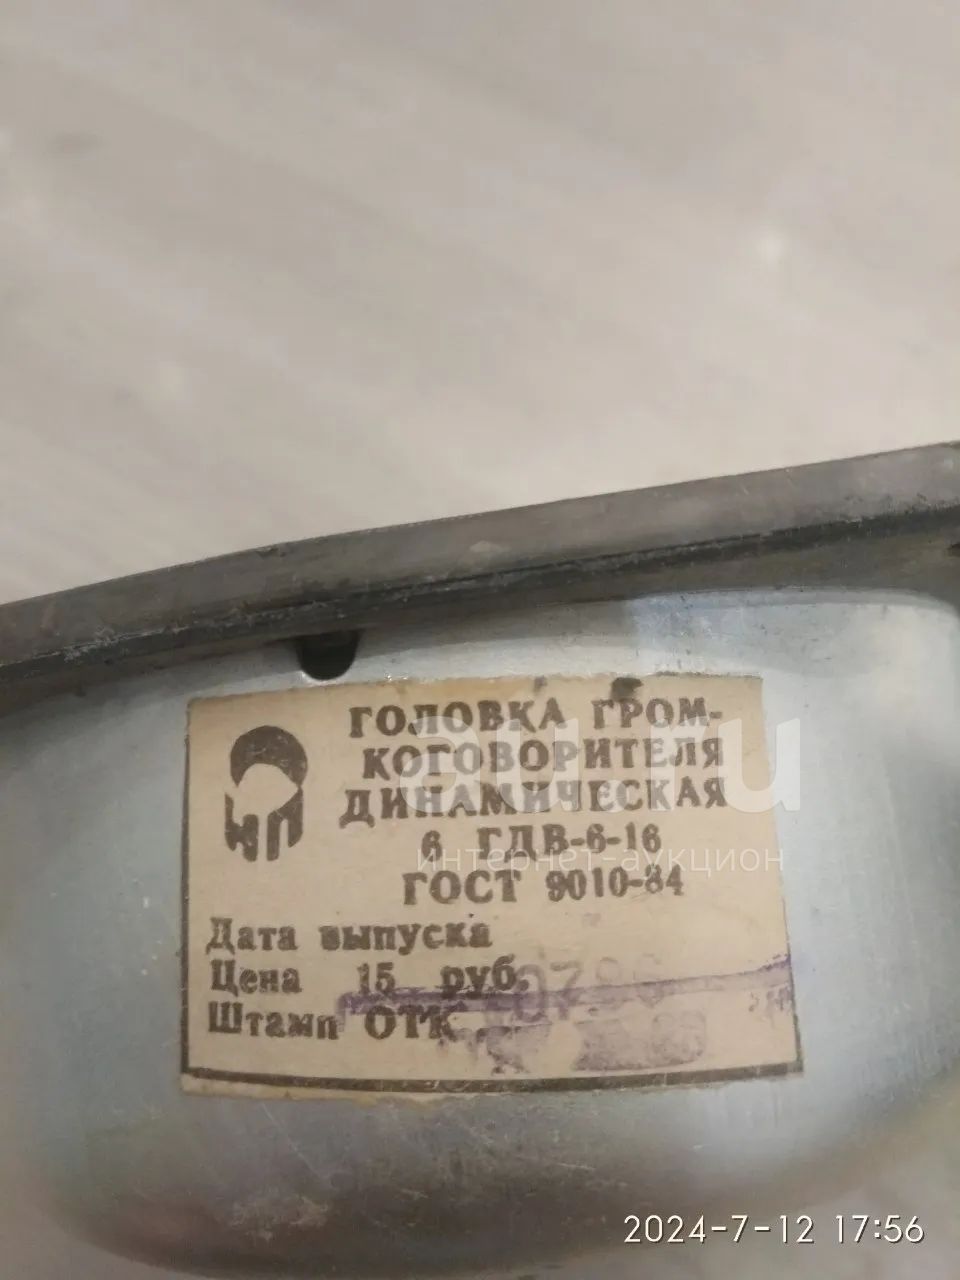 ГОЛОВКА ГРОМ-
КОГОВОРИТЕЛЯ
ДИНАМИЧЕСКАЯ
6 ГДВ-6-16
ГОСТ 9010-84
Дата выпуска
Цена 15 руб.
Штамп ОТК
au.ru
интернет-аукцион
2024-7-12 17:56